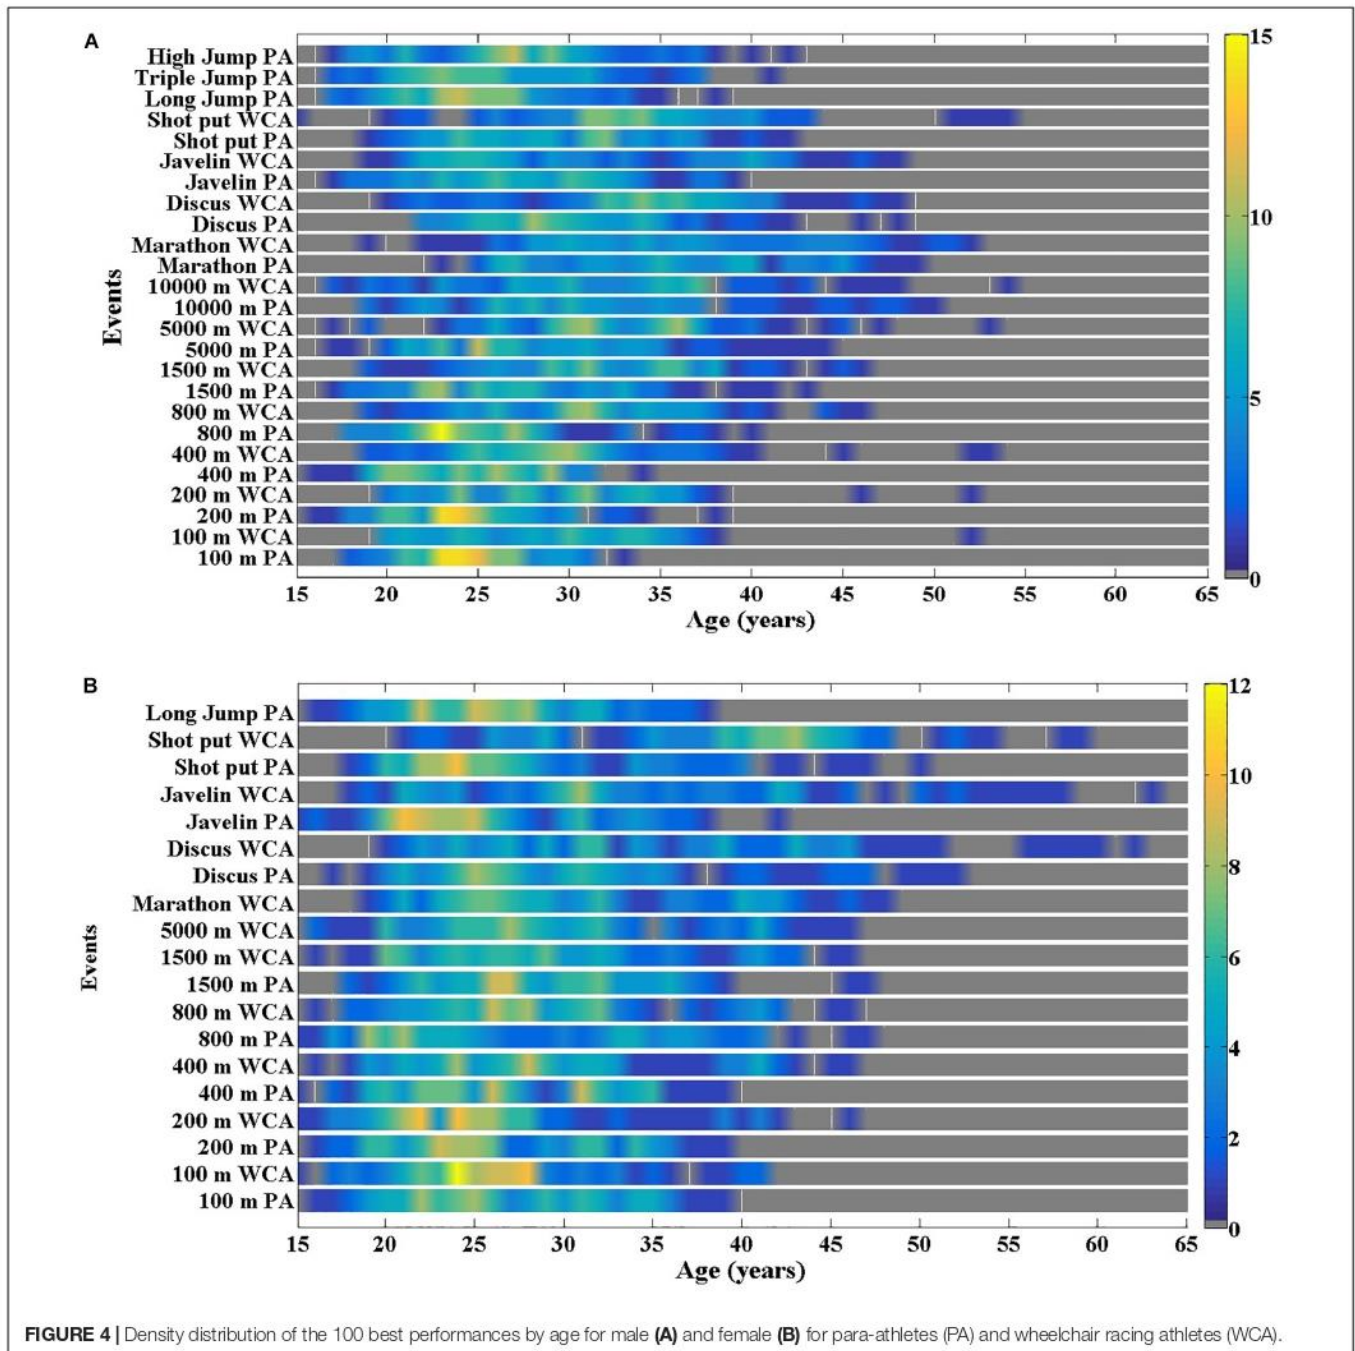 A
High Jump PA
Triple Jump PA
Long Jump PA
Shot put WCA
Shot put PA
Javelin WCA
Javelin PA
Discus WCA
Discus PA
Marathon WCA
Marathon PA
10000 m WCA
10000 m PA
5000 m WCA
5000 m PA
1500 m WCA
1500 m PA
800 m WCA
800 m PA
400 m WCA
400 m PA
200 m WCA
200 m PA
100 m WCA
100 m PA
Events
15 20 25 30 35 40 45 50 55 60 65
Age (years)
15
10
5
0
B
Long Jump PA
Shot put WCA
Shot put PA
Javelin WCA
Javelin PA
Discus WCA
Discus PA
Marathon WCA
5000 m WCA
1500 m WCA
1500 m PA
800 m WCA
800 m PA
400 m WCA
400 m PA
200 m WCA
200 m PA
100 m WCA
100 m PA
Events
15 20 25 30 35 40 45 50 55 60 65
Age (years)
12
10
8
6
4
2
0
FIGURE 4 | Density distribution of the 100 best performances by age for male (A) and female (B) for para-athletes (PA) and wheelchair racing athletes (WCA).